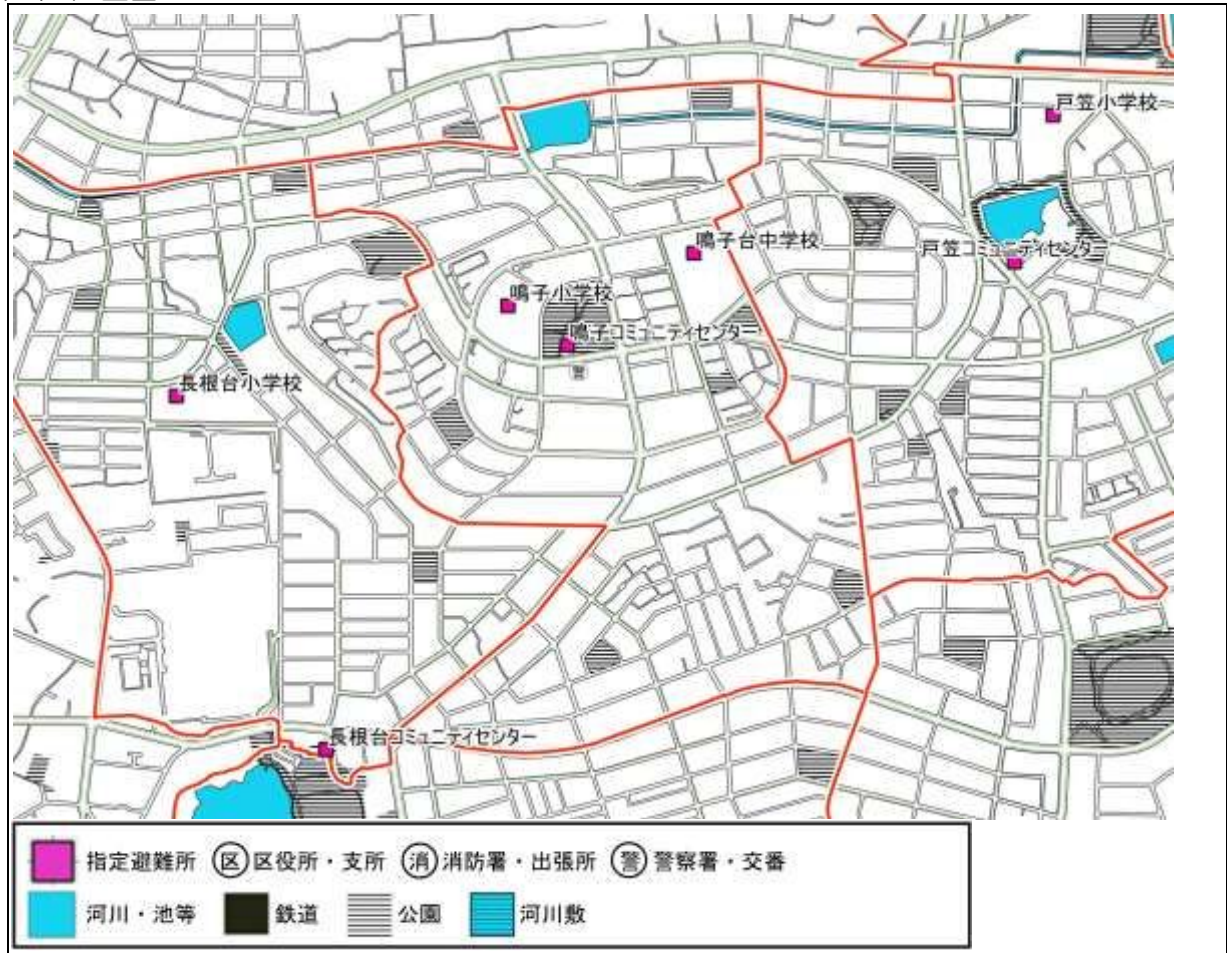 戸笠小学校
鳴子台中学校
戸笠コミュニティセンター
鳴子小学校
鳴子コミュニティセンター
警
長根台小学校
長根台コミュニティセンター
指定避難所 区 区役所・支所 消 消防署・出張所 警 警察署・交番
河川・池等 鉄道 公園 河川敷